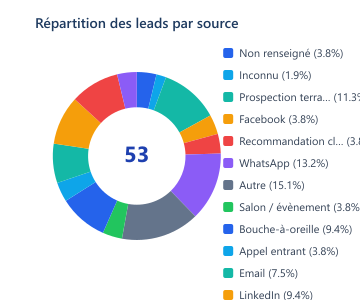 Répartition des leads par source
53
Non renseigné (3.8%)
Inconnu (1.9%)
Prospection terra... (11.3%
Facebook (3.8%)
Recommandation cl... (3.8
WhatsApp (13.2%)
Autre (15.1%)
Salon / évènement (3.8%
Bouche-à-oreille (9.4%)
Appel entrant (3.8%)
Email (7.5%)
LinkedIn (9.4%)